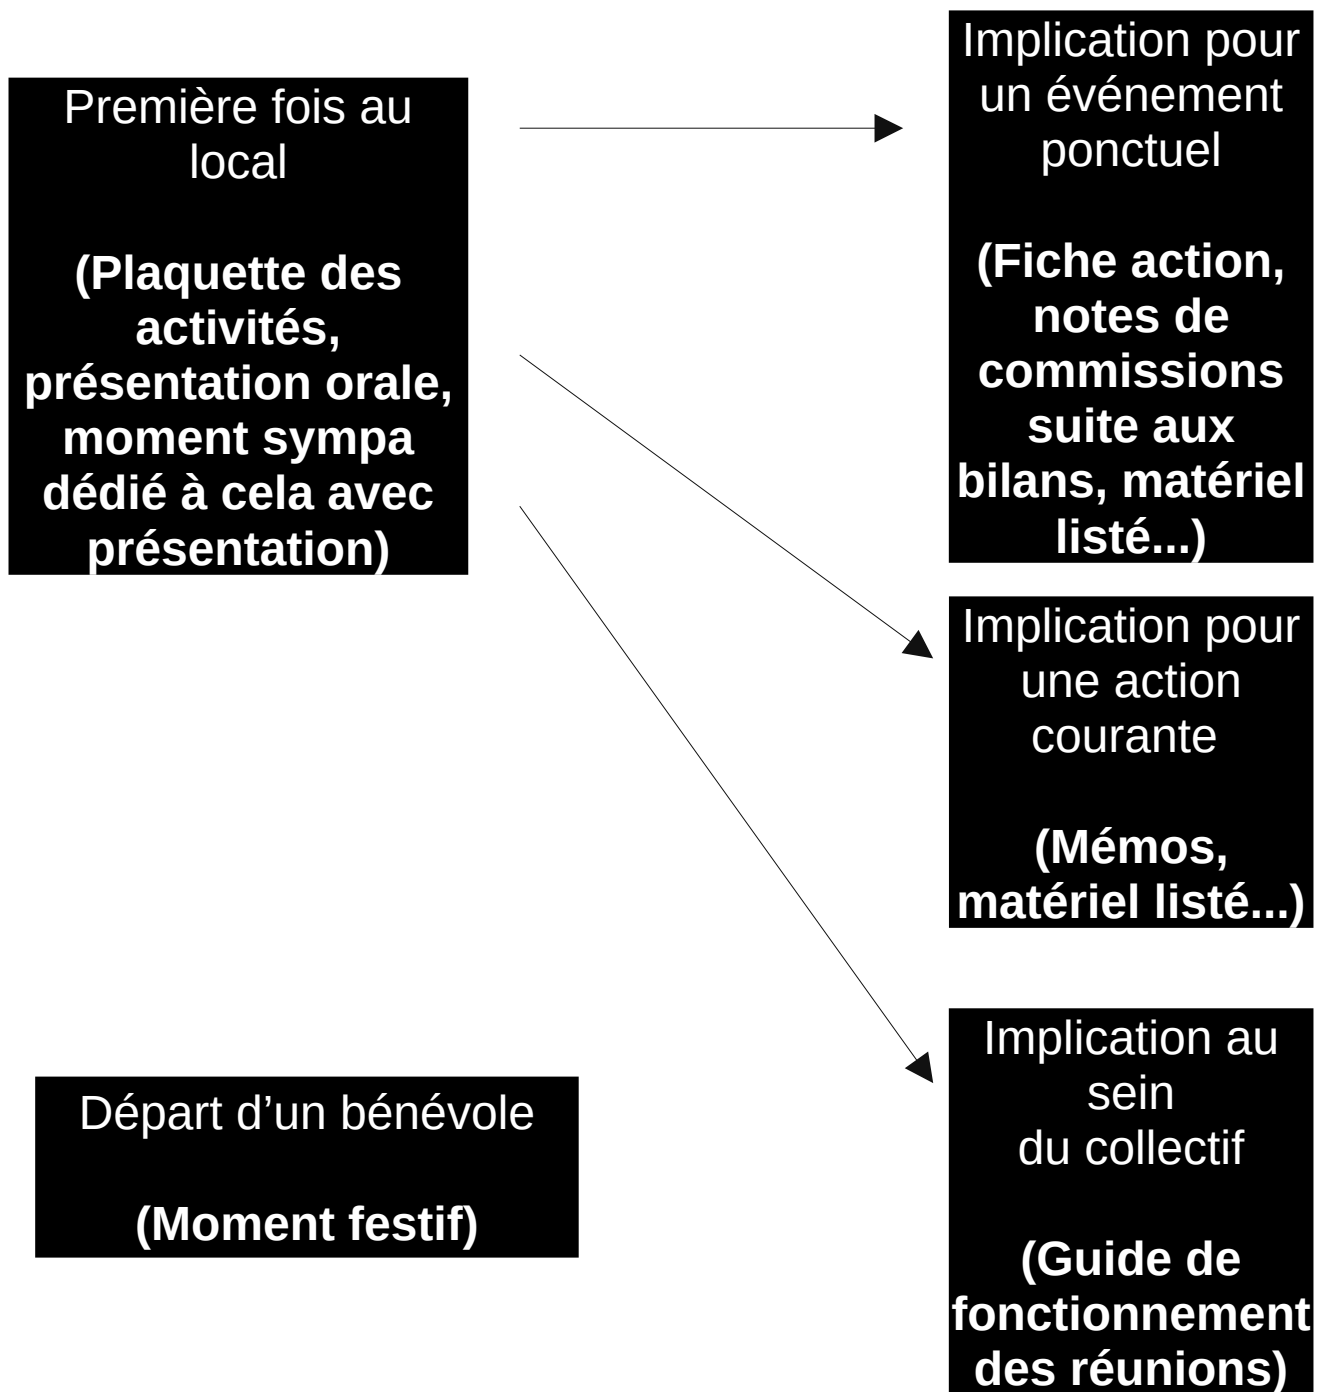 Première fois au
local
(Plaquette des
activités,
présentation orale,
moment sympa
dédié à cela avec
présentation)
Implication pour
un événement
ponctuel
(Fiche action,
notes de
commissions
suite aux
bilans, matériel
listé...)
Implication pour
une action
courante
(Mémos,
matériel listé...)
Départ d’un bénévole
(Moment festif)
Implication au
sein
du collectif
(Guide de
fonctionnement
des réunions)